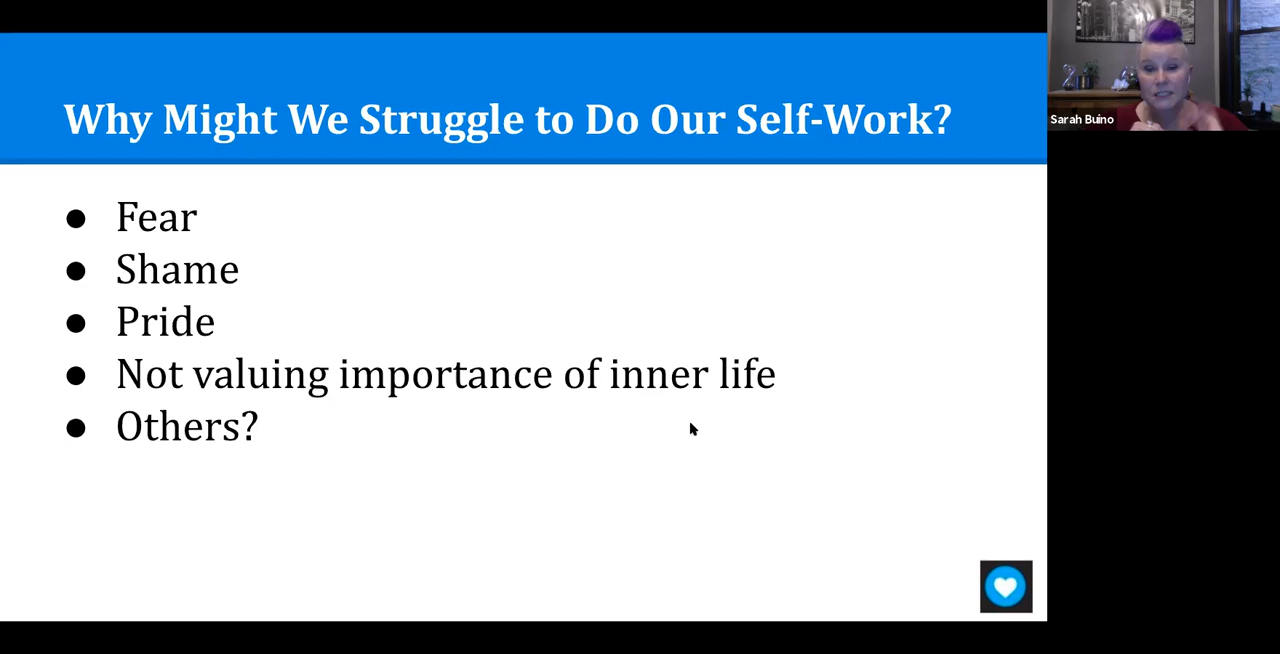 Why Might We Struggle to Do Our Self-Work?
Sarah Buino
● Fear
● Shame
● Pride
● Not valuing importance of inner life
● Others?